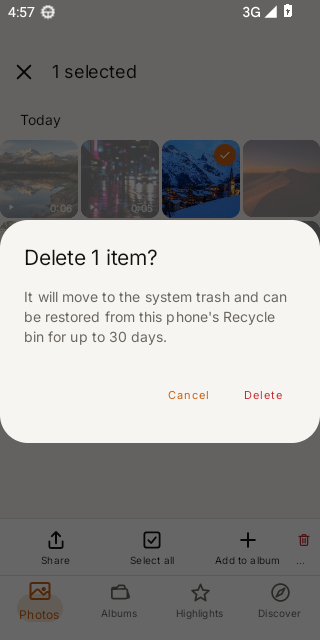 4:57
3G
1 selected
Today
0:06
0:05
Delete 1 item?
It will move to the system trash and can
be restored from this phone's Recycle
bin for up to 30 days.
Cancel
Delete
Share
Select all
Add to album
...
Photos
Albums
Highlights
Discover